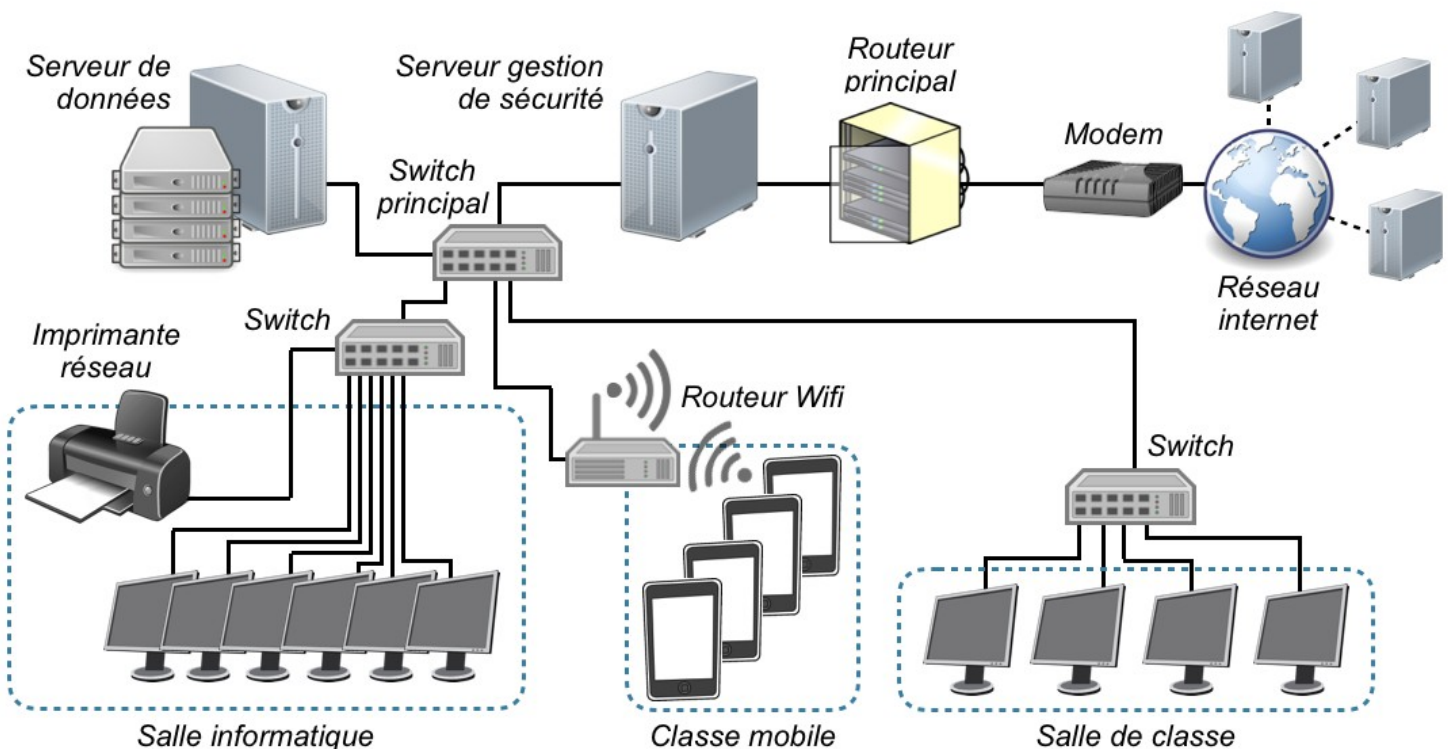 Serveur de
données
Serveur gestion
de sécurité
Routeur
principal
Modem
Switch
principal
Réseau
internet
Imprimante
réseau
Switch
Routeur Wifi
Switch
Salle informatique
Classe mobile
Salle de classe